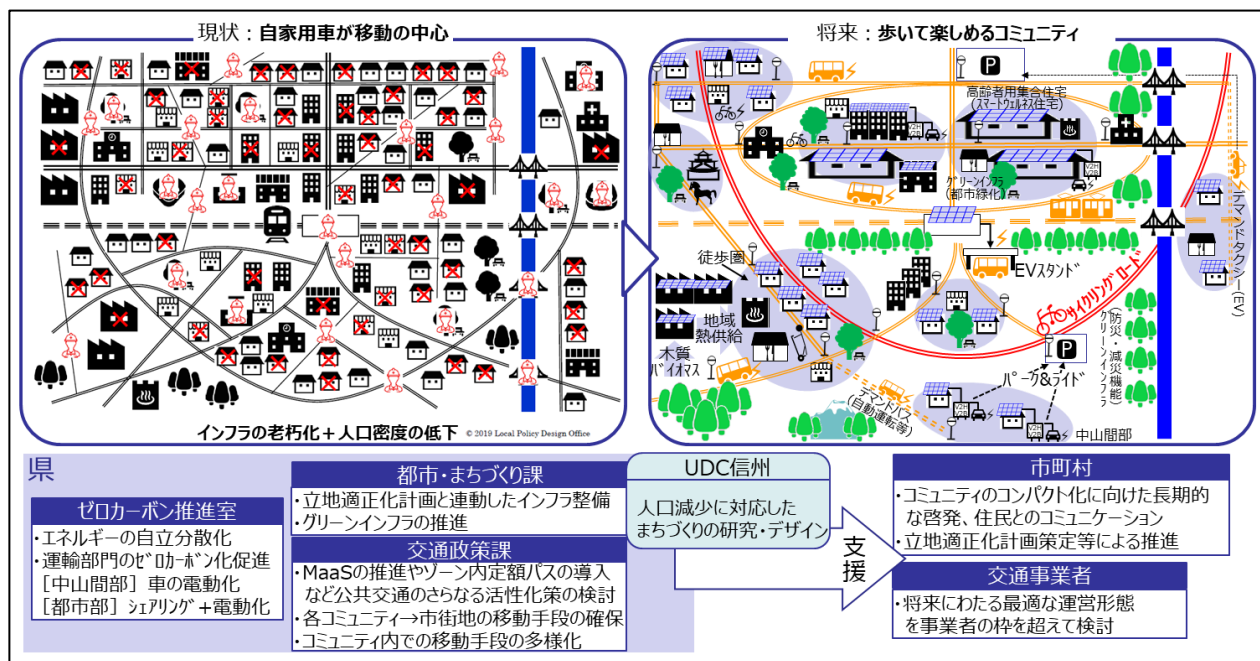 現状：自家用車が移動の中心
インフラの老朽化＋人口密度の低下
© 2019 Local Policy Design Office
将来：歩いて楽しめるコミュニティ
P
高齢者用集合住宅
(スマートウェルネス住宅)
V2H
V2B
グリーンインフラ
(都市緑化)
V2H
V2B
デマンドタクシー(EV)
EVスタンド
徒歩圏
サイクリングロード
地域
熱供給
木質
バイオマス
P
パーク&ライド
デマンドバス
(自動運転等)
V2H
V2B
V2H
V2B
中山間部
グリーンインフラ
(防災・減災機能)
県
ゼロカーボン推進室
・エネルギーの自立分散化
・運輸部門のゼロカーボン化促進
［中山間部］車の電動化
［都市部］シェアリング＋電動化
都市・まちづくり課
・立地適正化計画と連動したインフラ整備
・グリーンインフラの推進
交通政策課
・MaaSの推進やゾーン内定額パスの導入
など公共交通のさらなる活性化策の検討
・各コミュニティ→市街地の移動手段の確保
・コミュニティ内での移動手段の多様化
UDC信州
人口減少に対応した
まちづくりの研究・デザイン
支援
市町村
・コミュニティのコンパクト化に向けた長期的
な啓発、住民とのコミュニケーション
・立地適正化計画策定等による推進
交通事業者
・将来にわたる最適な運営形態
を事業者の枠を超えて検討